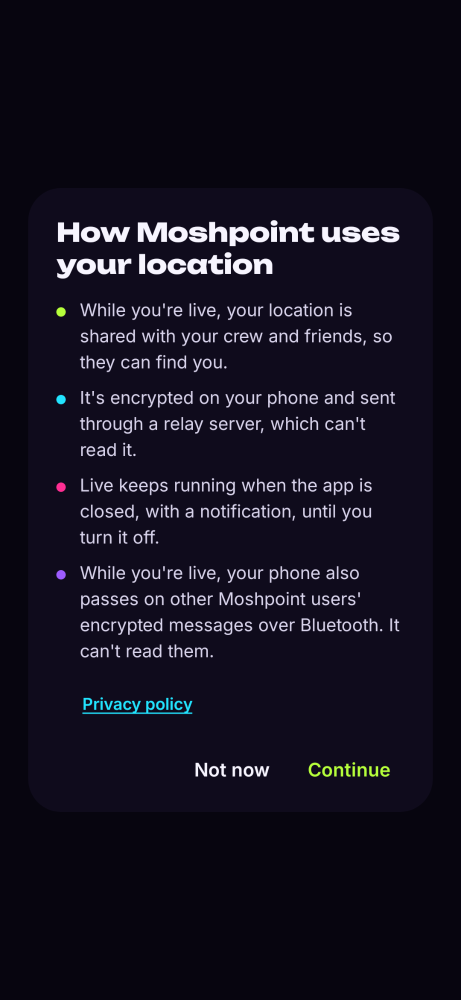 How Moshpoint uses
your location
While you're live, your location is
shared with your crew and friends, so
they can find you.
It's encrypted on your phone and sent
through a relay server, which can't
read it.
Live keeps running when the app is
closed, with a notification, until you
turn it off.
While you're live, your phone also
passes on other Moshpoint users'
encrypted messages over Bluetooth. It
can't read them.
Privacy policy
Not now Continue